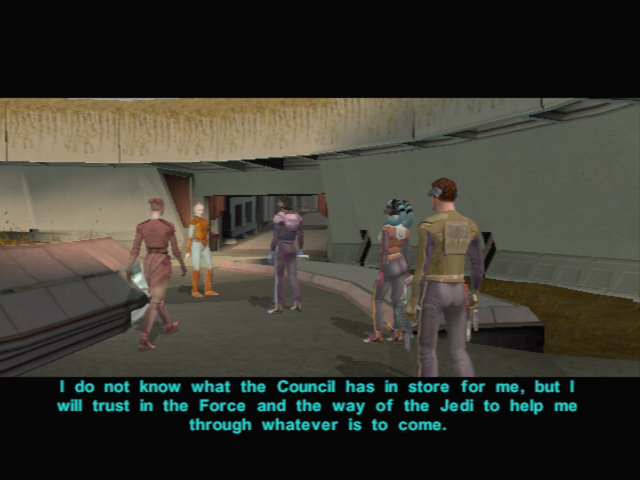 I do not know what the Council has in store for me, but I
will trust in the Force and the way of the Jedi to help me
through whatever is to come.